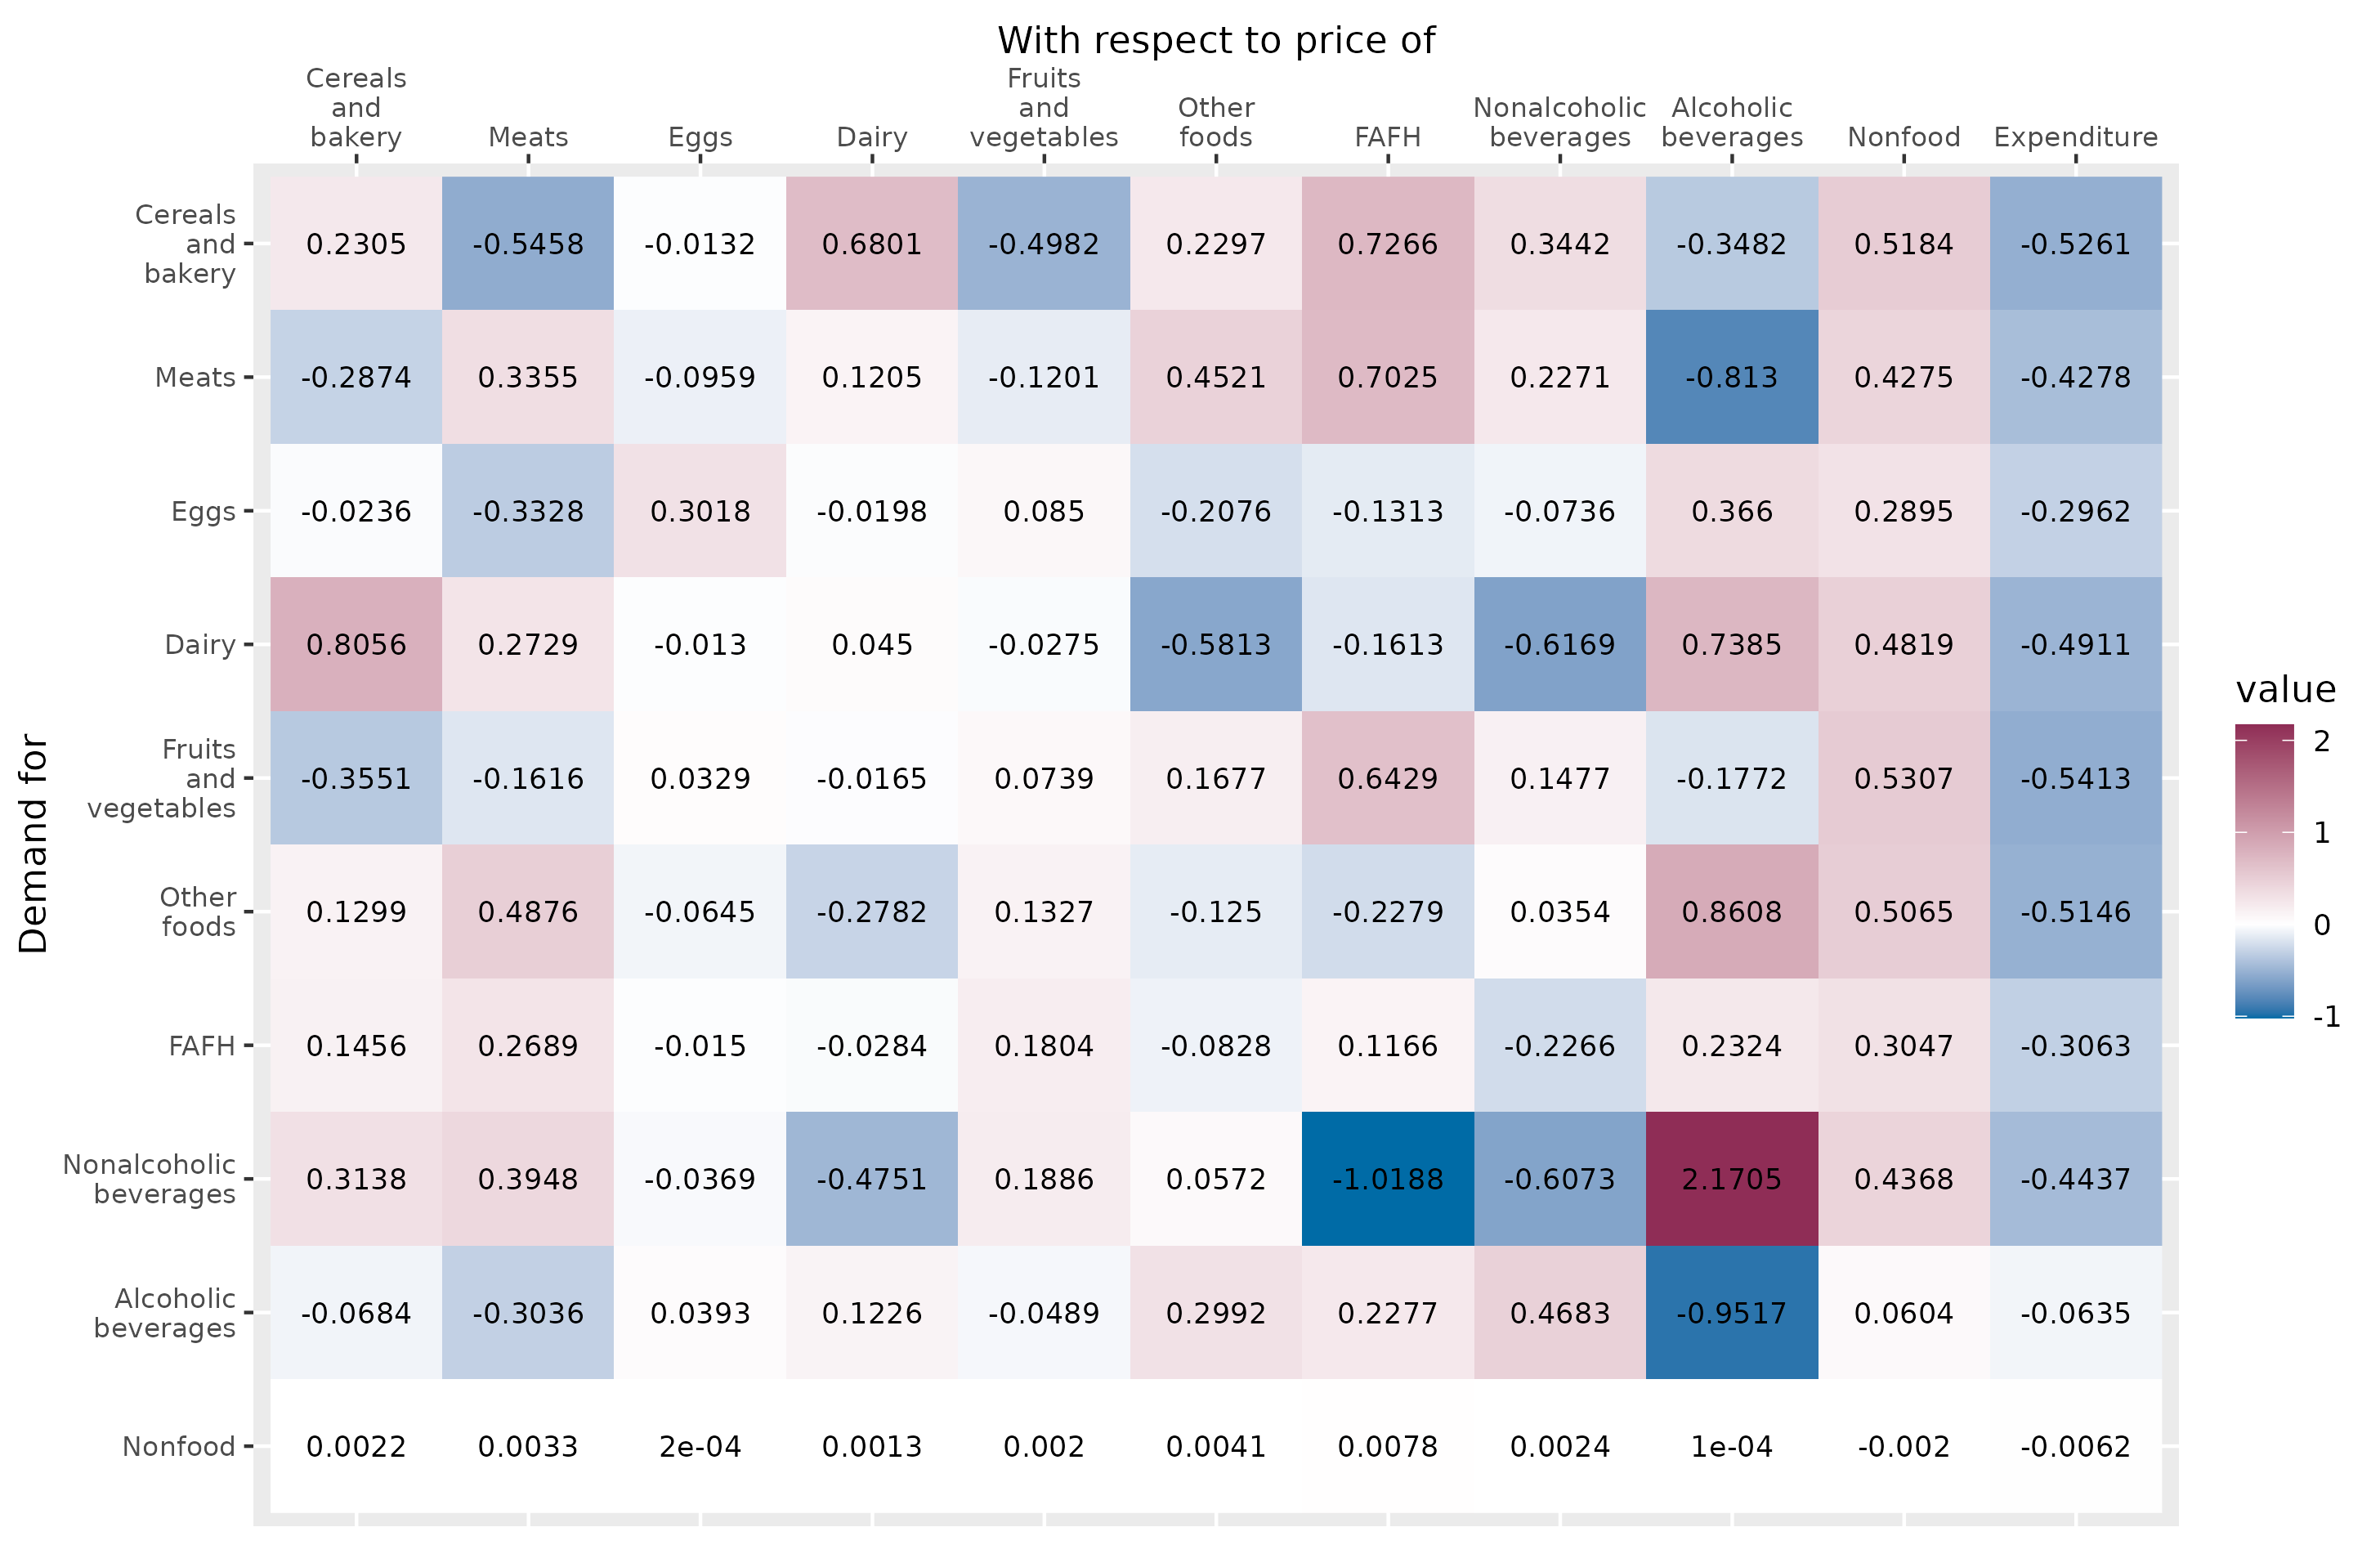 With respect to price of
Cereals
and
bakery
Meats
Eggs
Dairy
Fruits
and
vegetables
Other
foods
FAFH
Nonalcoholic
beverages
Alcoholic
beverages
Nonfood
Expenditure
Demand for
Cereals
and
bakery
0.2305 -0.5458 -0.0132 0.6801 -0.4982 0.2297 0.7266 0.3442 -0.3482 0.5184 -0.5261
Meats -0.2874 0.3355 -0.0959 0.1205 -0.1201 0.4521 0.7025 0.2271 -0.813 0.4275 -0.4278
Eggs -0.0236 -0.3328 0.3018 -0.0198 0.085 -0.2076 -0.1313 -0.0736 0.366 0.2895 -0.2962
Dairy 0.8056 0.2729 -0.013 0.045 -0.0275 -0.5813 -0.1613 -0.6169 0.7385 0.4819 -0.4911
Fruits
and
vegetables
-0.3551 -0.1616 0.0329 -0.0165 0.0739 0.1677 0.6429 0.1477 -0.1772 0.5307 -0.5413
Other
foods
0.1299 0.4876 -0.0645 -0.2782 0.1327 -0.125 -0.2279 0.0354 0.8608 0.5065 -0.5146
FAFH 0.1456 0.2689 -0.015 -0.0284 0.1804 -0.0828 0.1166 -0.2266 0.2324 0.3047 -0.3063
Nonalcoholic
beverages
0.3138 0.3948 -0.0369 -0.4751 0.1886 0.0572 -1.0188 -0.6073 2.1705 0.4368 -0.4437
Alcoholic
beverages
-0.0684 -0.3036 0.0393 0.1226 -0.0489 0.2992 0.2277 0.4683 -0.9517 0.0604 -0.0635
Nonfood 0.0022 0.0033 2e-04 0.0013 0.002 0.0041 0.0078 0.0024 1e-04 -0.002 -0.0062
value
2
1
0
-1